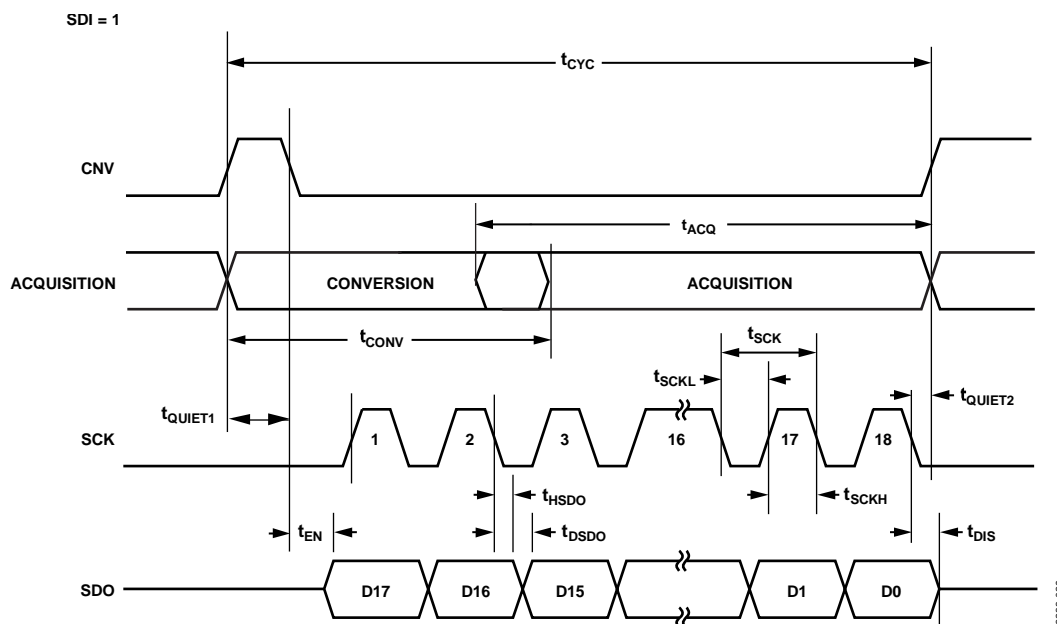 SDI = 1
tCYC
CNV
tACQ
ACQUISITION
CONVERSION
ACQUISITION
tCONV
tSCK
tSCKL
tQUIET1
tQUIET2
SCK
1
2
3
16
17
18
tHSDO
tSCKH
tEN
tDSDO
tDIS
SDO
D17
D16
D15
D1
D0